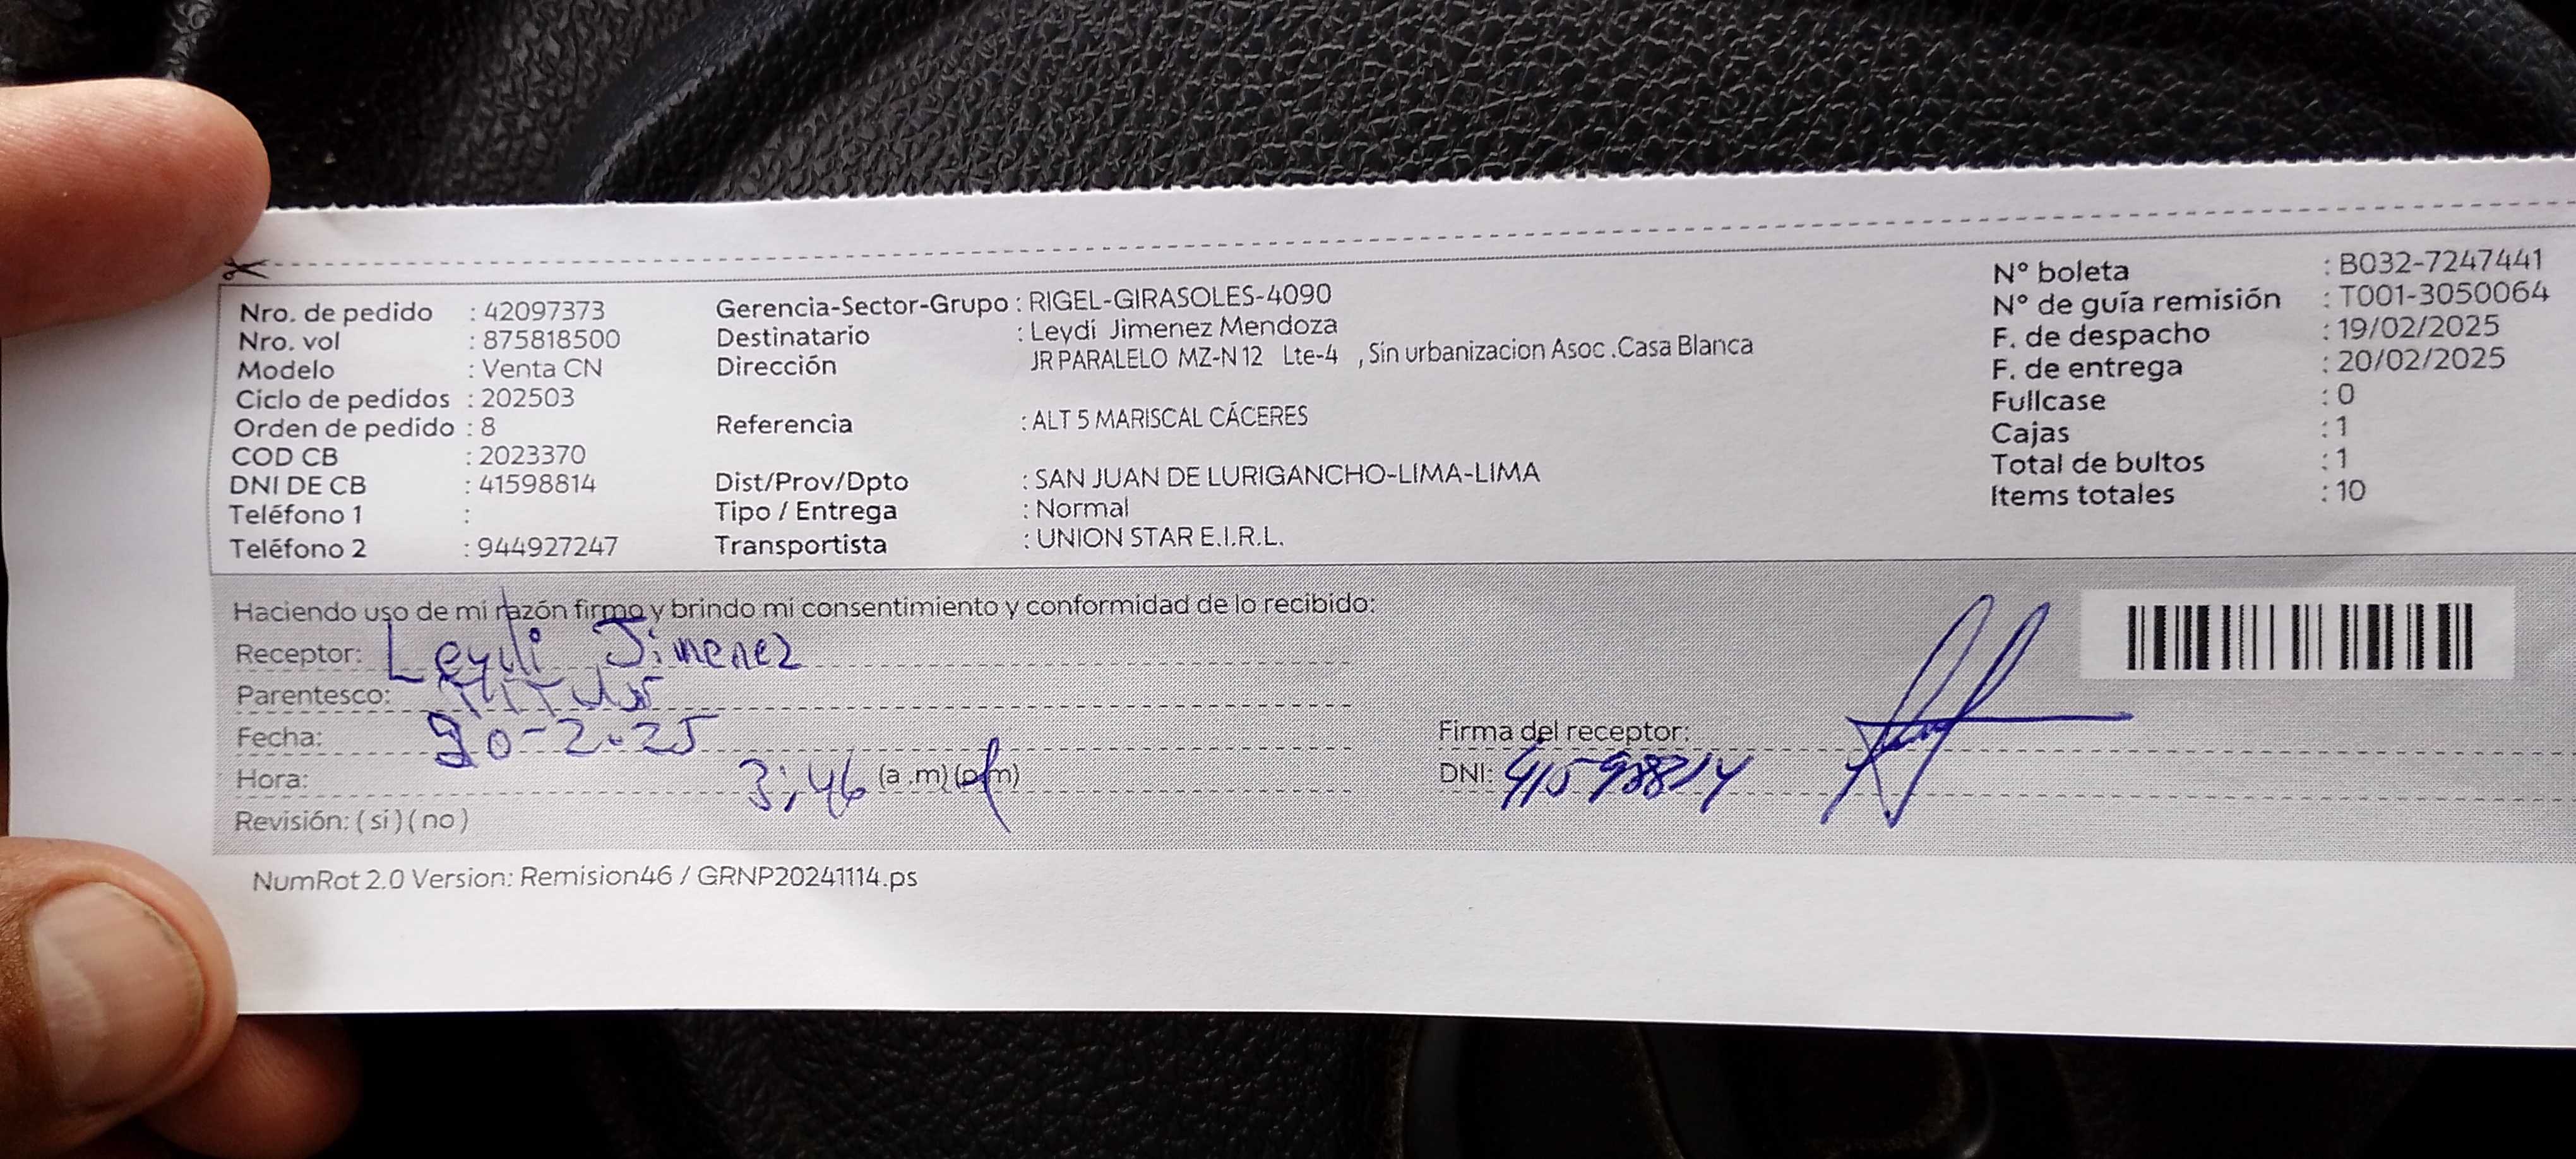 Nro. de pedido : 42097373
Nro. vol : 875818500
Modelo : Venta CN
Ciclo de pedidos : 202503
Orden de pedido : 8
COD CB : 2023370
DNI DE CB : 41598814
Teléfono 1 :
Teléfono 2 : 944927247
Gerencia-Sector-Grupo : RIGEL-GIRASOLES-4090
Destinatario : Leydi Jimenez Mendoza
Dirección JR PARALELO MZ-N 12 Lte-4 , Sin urbanizacion Asoc .Casa Blanca
Referencia : ALT 5 MARISCAL CÁCERES
Dist/Prov/Dpto : SAN JUAN DE LURIGANCHO-LIMA-LIMA
Tipo / Entrega : Normal
Transportista : UNION STAR E.I.R.L.
N° boleta : B032-7247441
N° de guía remisión : T001-3050064
F. de despacho : 19/02/2025
F. de entrega : 20/02/2025
Fullcase : 0
Cajas : 1
Total de bultos : 1
Items totales : 10
Haciendo uso de mi razón firmo y brindo mi consentimiento y conformidad de lo recibido:
Receptor: Leydi Jimenez
Parentesco: TITULAR
Fecha: 20-2-25
Hora: 3:46 (a .m) (p.m)
Revisión: ( si ) ( no )
Firma del receptor:
DNI: 41598814
NumRot 2.0 Version: Remision46 / GRNP20241114.ps